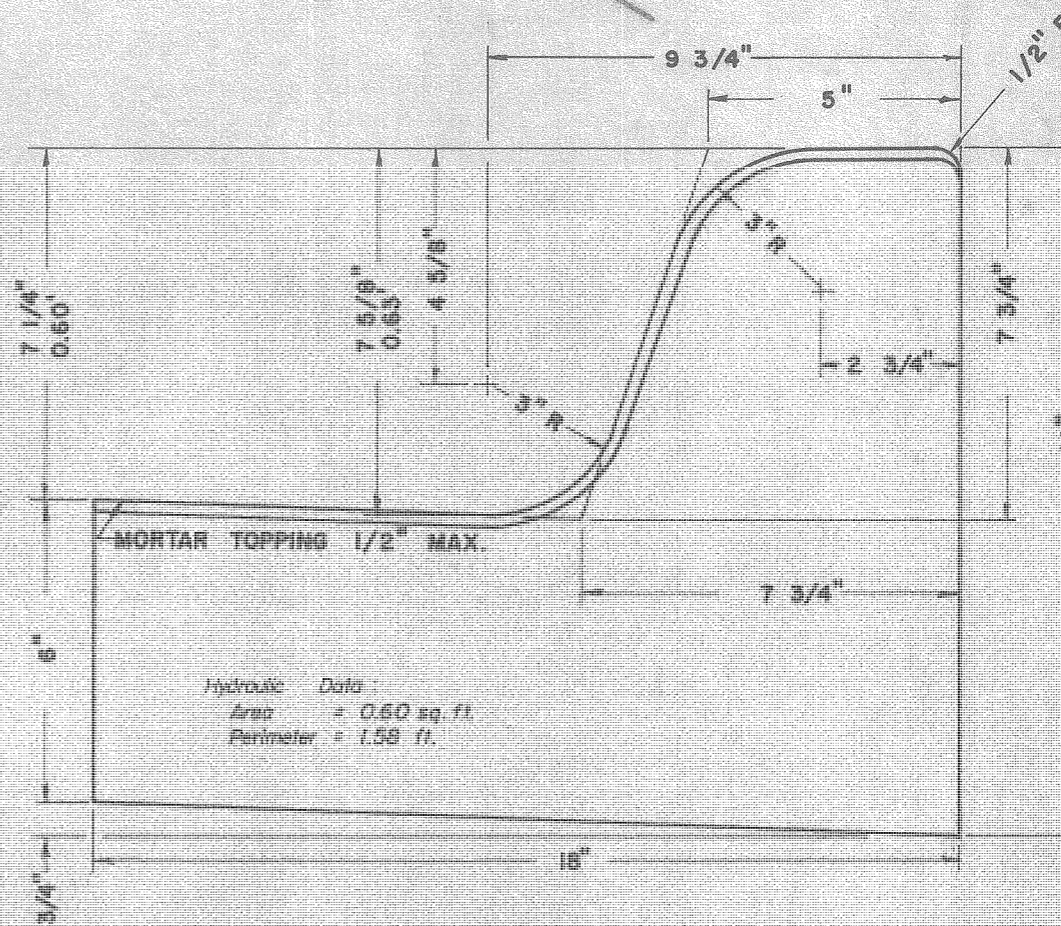 9 3/4"
5"
1/2"
7 1/4"
0.60'
7 5/8"
0.63'
4 5/8"
3" R
7 3/4"
2 3/4"
3" R
MORTAR TOPPING 1/2" MAX.
7 3/4"
6"
Hydraulic Data :
Area = 0.60 sq. ft.
Perimeter = 1.58 ft.
18"
3/4"